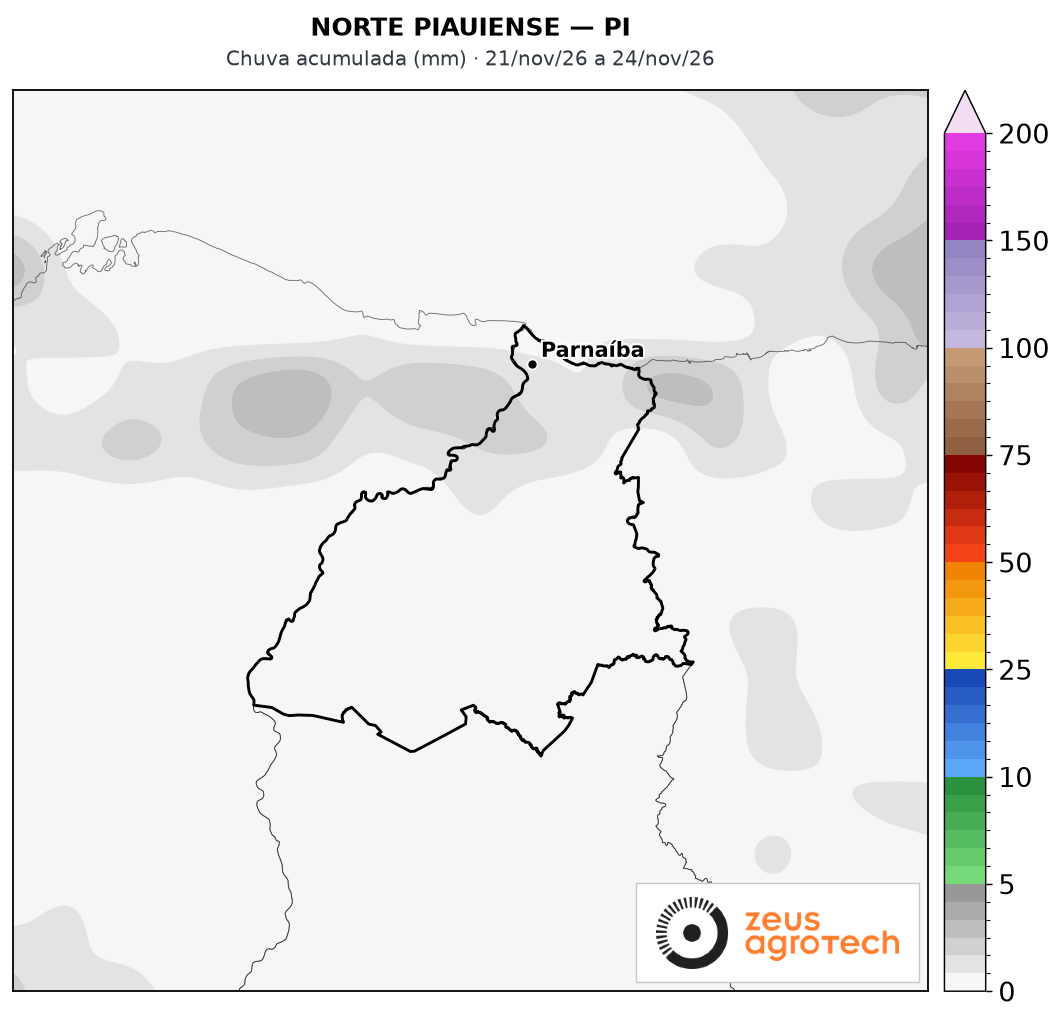 NORTE PIAUIENSE — PI
Chuva acumulada (mm) · 21/nov/26 a 24/nov/26
Parnaíba
200
150
100
75
50
25
10
5
0
zeus
agrotech